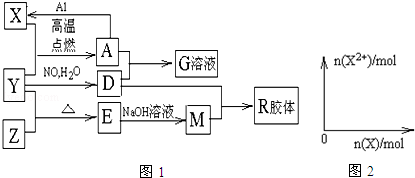 Al
X
高温
点燃
A
G溶液
NO,H₂O
Y
D
R胶体
△
NaOH溶液
Z
E
M
图1
n(X²⁺)/mol
0
n(X)/mol
图2